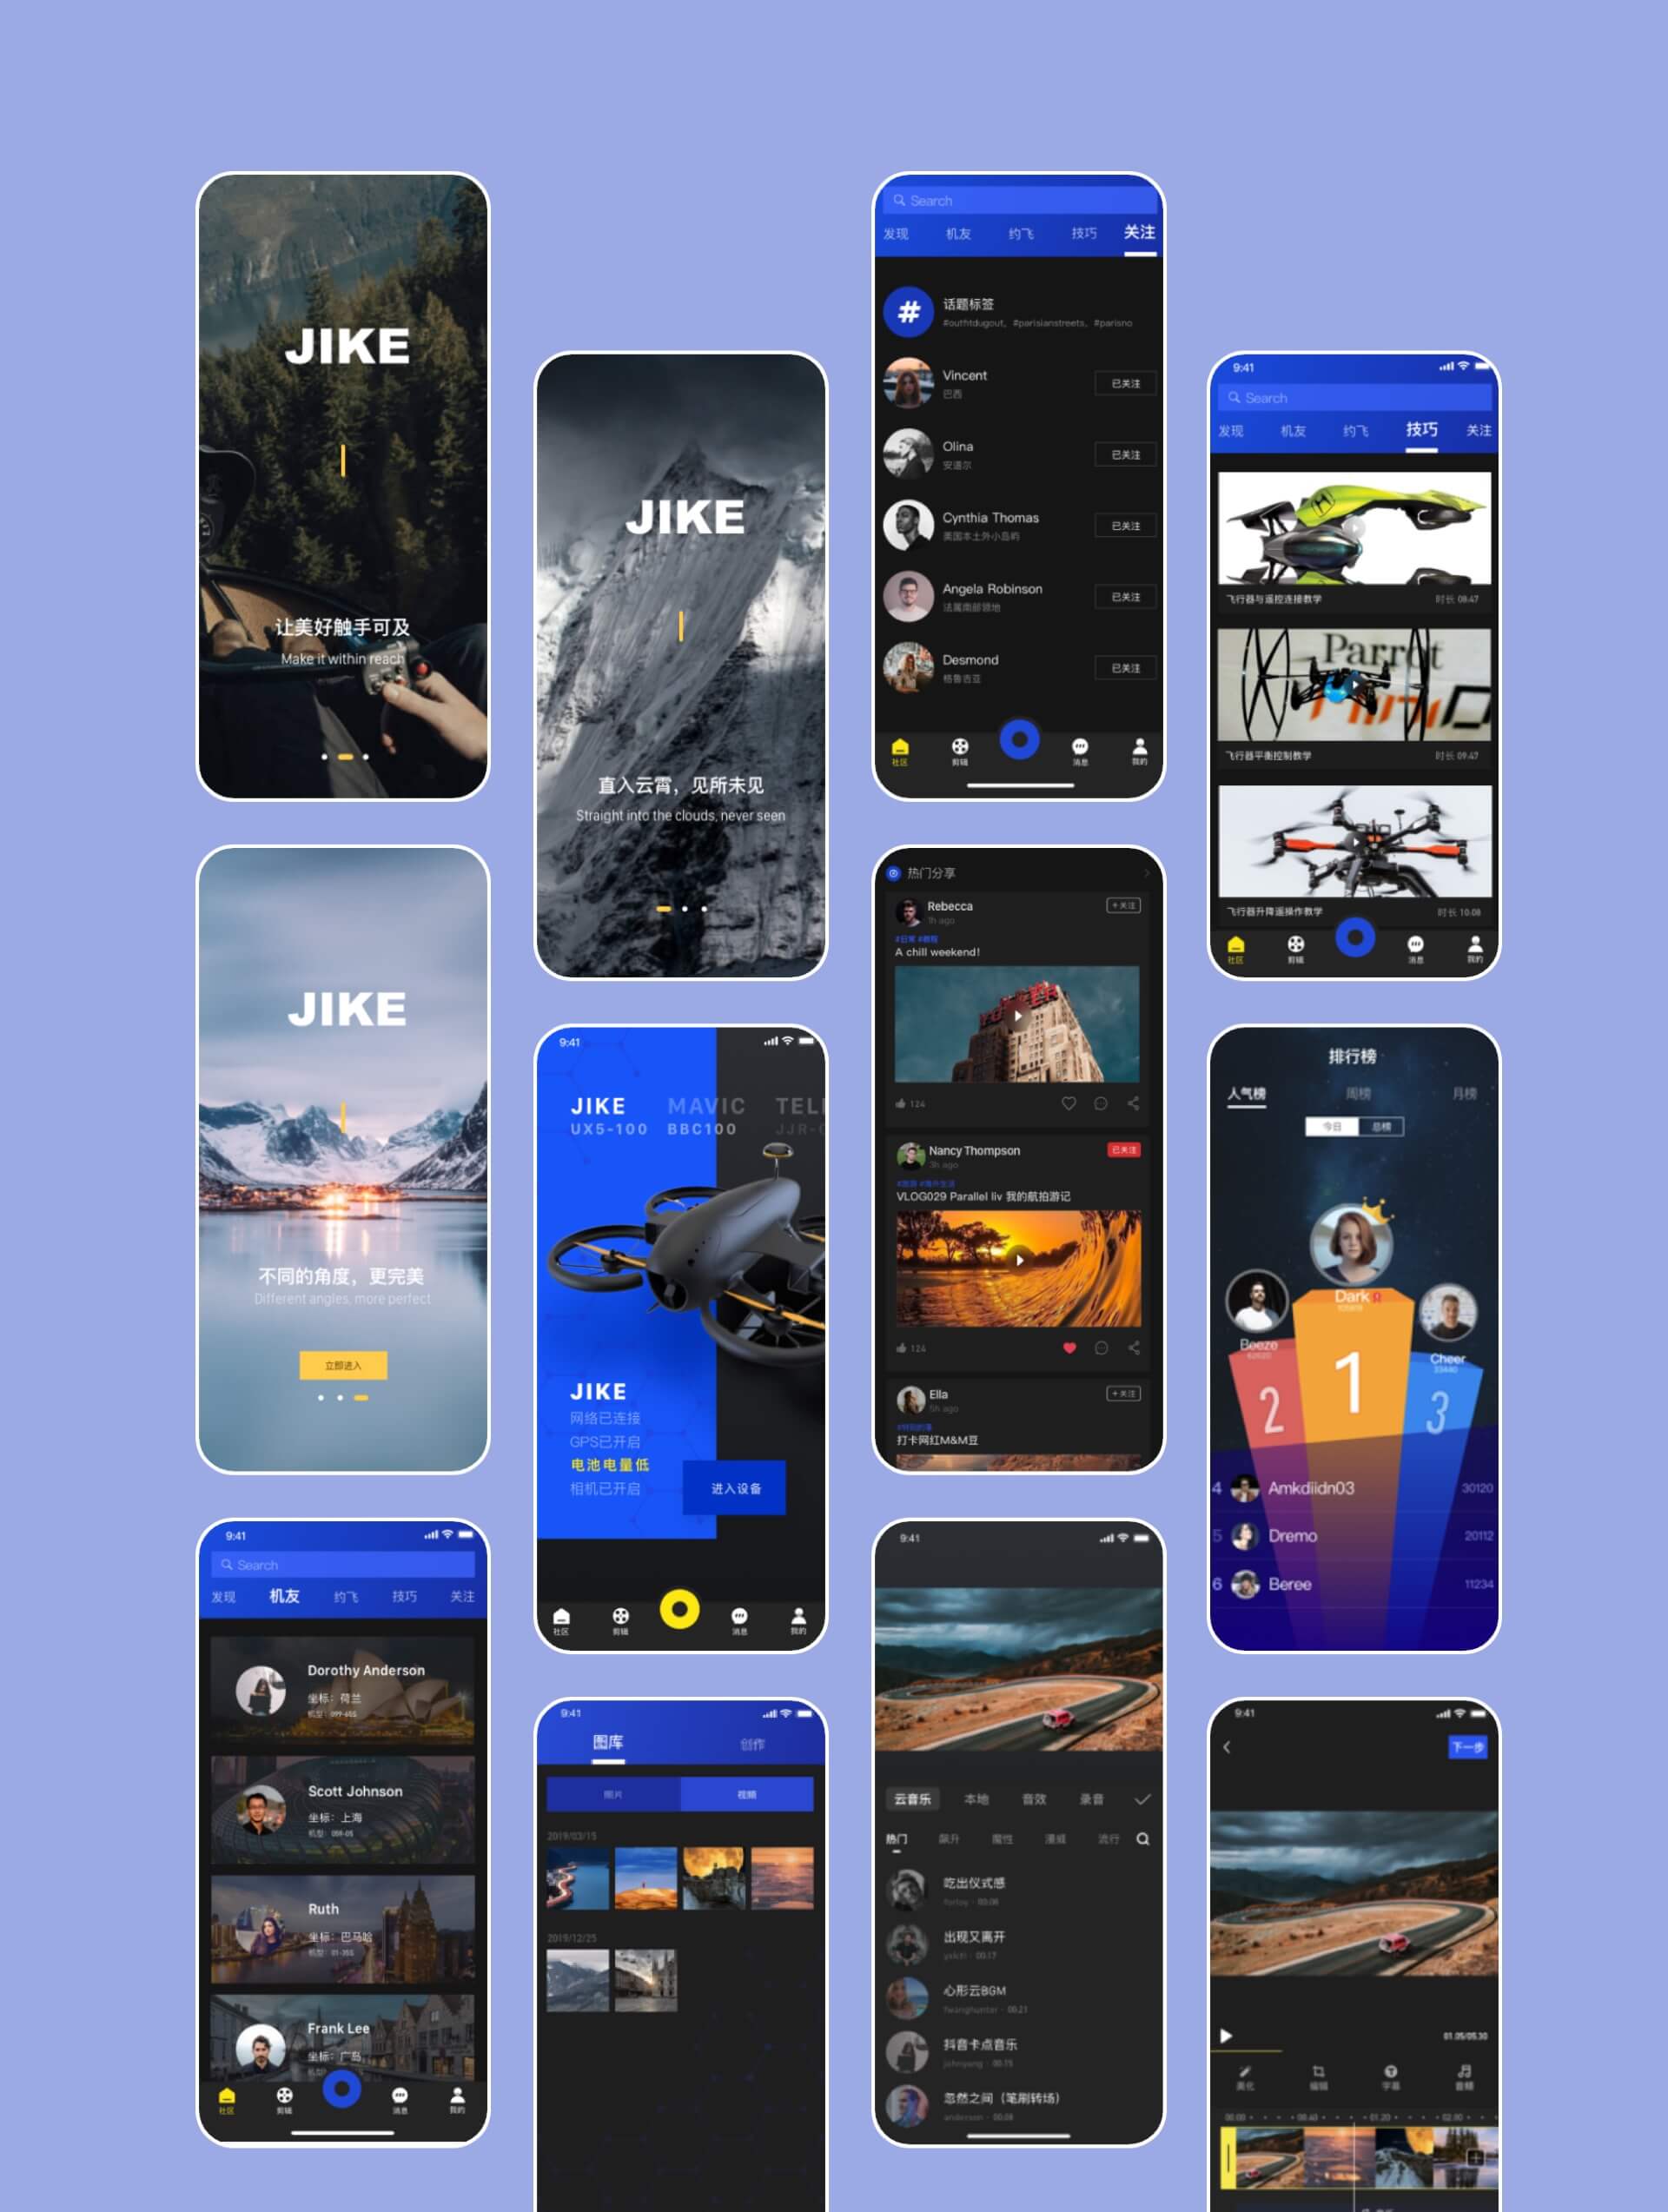 JIKE
让美好触手可及
Make it within reach
JIKE
不同的角度，更完美
Different angles, more perfect
立即进入
9:41
Search
发现 机友 约飞 技巧 关注
Dorothy Anderson
坐标：荷兰
Scott Johnson
坐标：上海
Ruth
坐标：巴马哈
Frank Lee
坐标：广岛
社区 剪辑 消息 我的
JIKE
直入云霄，见所未见
Straight into the clouds, never seen
9:41
JIKE MAVIC TEL
UX5-100 BBC100 JJR-
JIKE
网络已连接
GPS已开启
电池电量低
相机已开启
进入设备
社区 剪辑 消息 我的
9:41
图库 创作
照片 视频
2019/03/15
2019/12/25
Search
发现 机友 约飞 技巧 关注
#
话题标签
#outhtdugout、#parisianstreets、#parisno
Vincent
巴西
已关注
Olina
安道尔
已关注
Cynthia Thomas
美国本土外小岛屿
已关注
Angela Robinson
法属南部领地
已关注
Desmond
格鲁吉亚
已关注
社区 剪辑 消息 我的
热门分享
Rebecca
1h ago
+关注
A chill weekend!
124
Nancy Thompson
3h ago
已关注
VLOG029 Parallel liv 我的航拍游记
124
Ella
5h ago
+关注
打卡网红M&M豆
9:41
云音乐 本地 音效 录音
热门 飙升 魔性 流行
吃出仪式感
00:08
出现又离开
00:17
心形云BGM
00:21
抖音卡点音乐
00:15
忽然之间（笔刷转场）
anderson · 00:08
9:41
Search
发现 机友 约飞 技巧 关注
飞行器与遥控连接教学
时长 08:47
Parrot
MiniD
飞行器平衡控制教学
时长 09:47
飞行器升降遥操作教学
时长 10:08
社区 剪辑 消息 我的
排行榜
人气榜 周榜 月榜
今日 总榜
Dark
Beeze
Cheer
1
2
3
4 Amkdiidn03 30120
5 Dremo 20112
6 Beree 11234
9:41
下一步
01.05/05.30
美化 编辑 字幕 音频